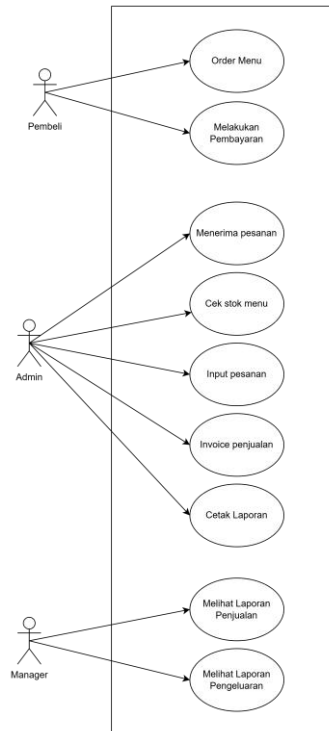 Order Menu
Pembeli
Melakukan
Pembayaran
Menerima pesanan
Cek stok menu
Admin
Input pesanan
Invoice penjualan
Cetak Laporan
Melihat Laporan
Penjualan
Manager
Melihat Laporan
Pengeluaran